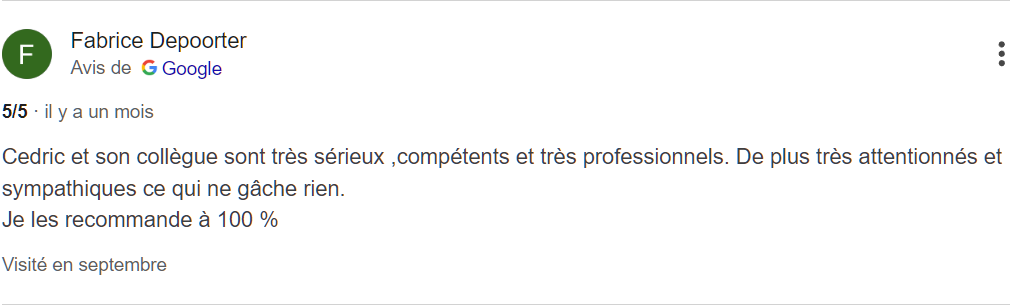 F
Fabrice Depoorter
Avis de Google
5/5 · il y a un mois
Cedric et son collègue sont très sérieux ,compétents et très professionnels. De plus très attentionnés et
sympathiques ce qui ne gâche rien.
Je les recommande à 100 %
Visité en septembre